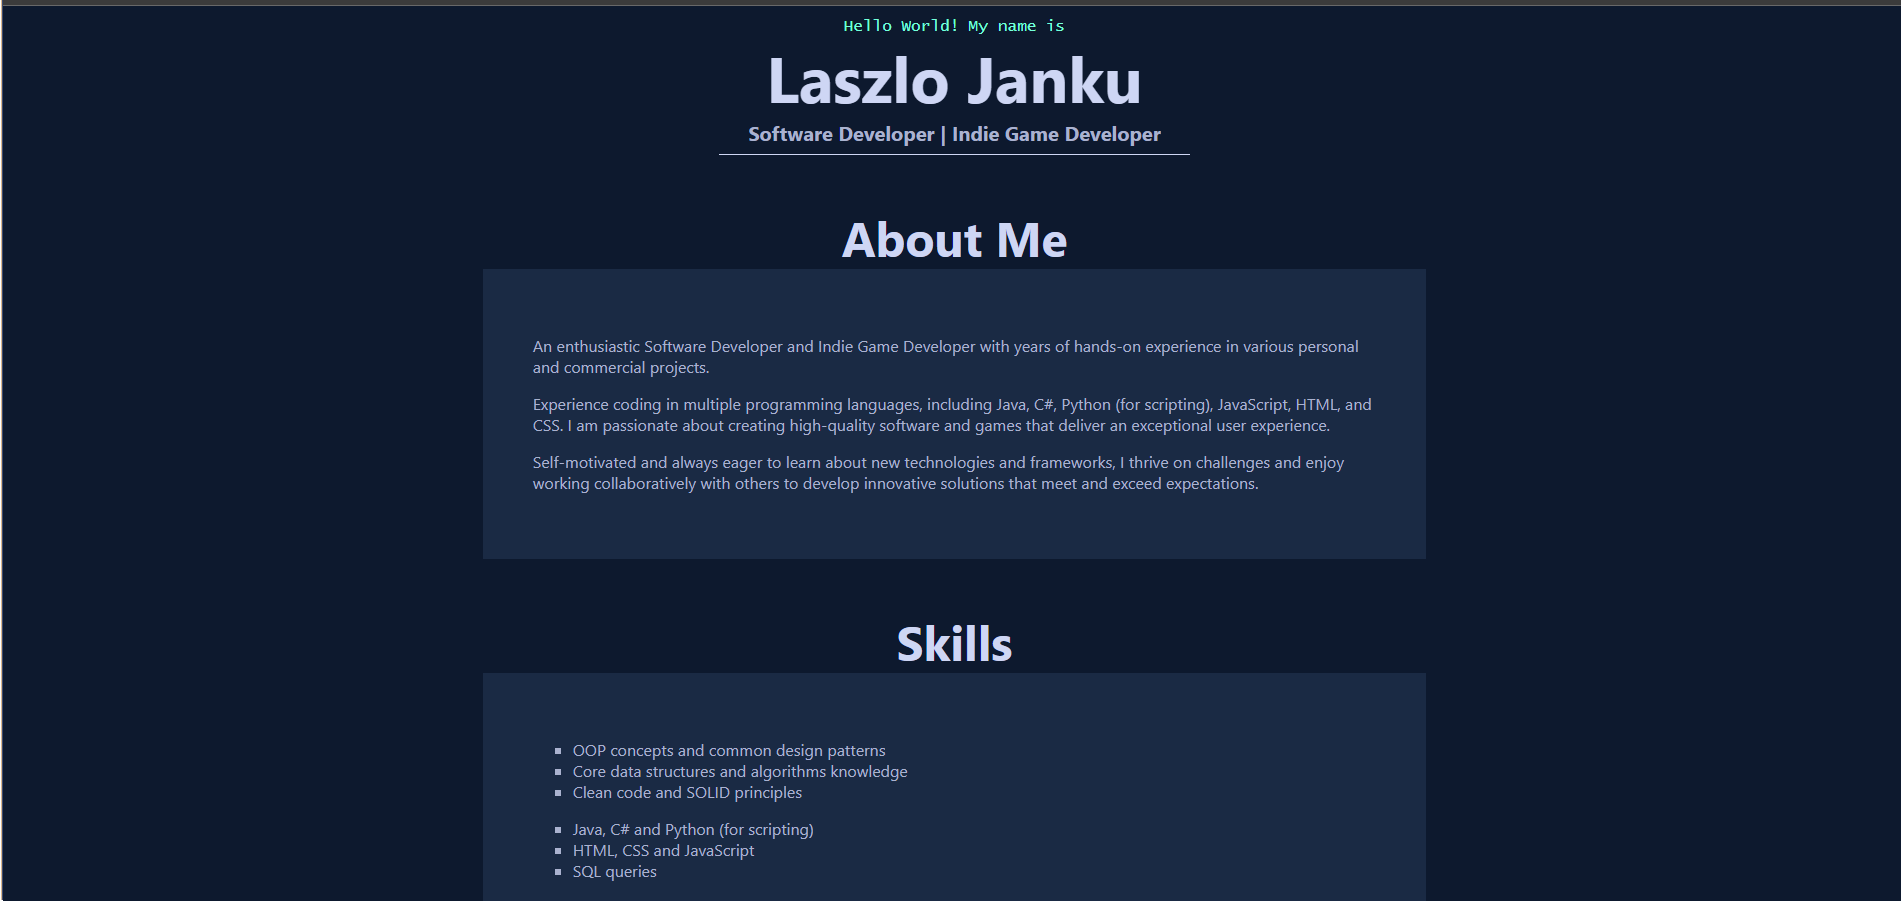 Hello World! My name is
Laszlo Janku
Software Developer | Indie Game Developer
About Me
An enthusiastic Software Developer and Indie Game Developer with years of hands-on experience in various personal
and commercial projects.
Experience coding in multiple programming languages, including Java, C#, Python (for scripting), JavaScript, HTML, and
CSS. I am passionate about creating high-quality software and games that deliver an exceptional user experience.
Self-motivated and always eager to learn about new technologies and frameworks, I thrive on challenges and enjoy
working collaboratively with others to develop innovative solutions that meet and exceed expectations.
Skills
OOP concepts and common design patterns
Core data structures and algorithms knowledge
Clean code and SOLID principles
Java, C# and Python (for scripting)
HTML, CSS and JavaScript
SQL queries